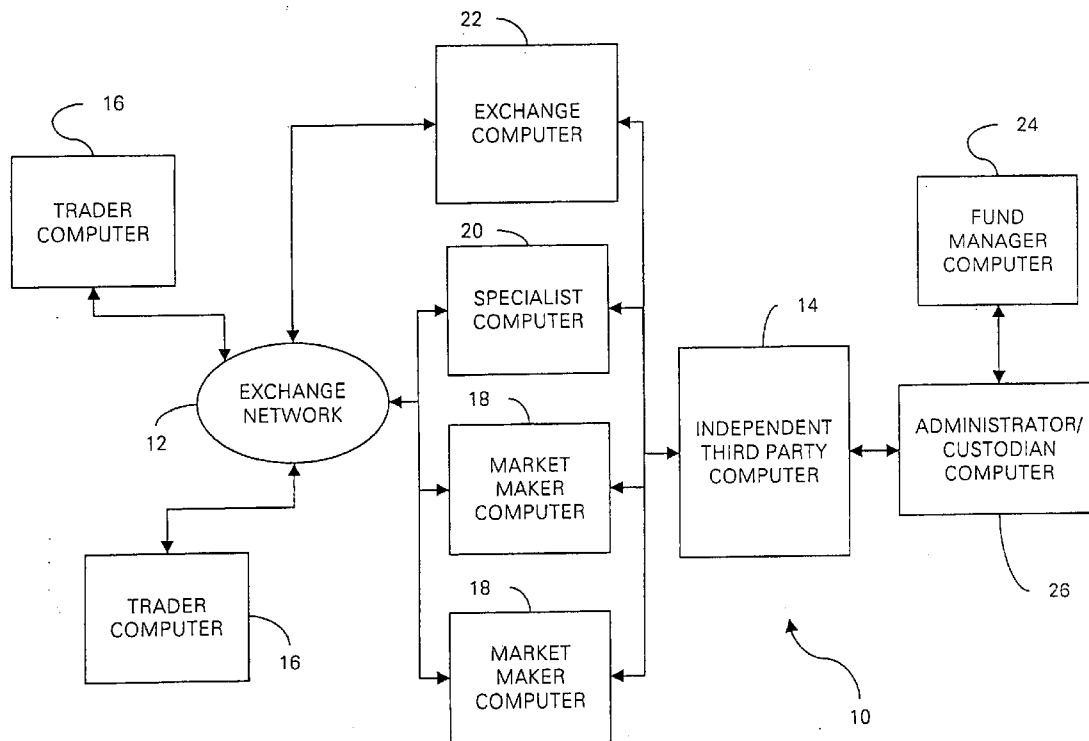 22
EXCHANGE
COMPUTER
16
TRADER
COMPUTER
24
FUND
MANAGER
COMPUTER
20
SPECIALIST
COMPUTER
14
INDEPENDENT
THIRD PARTY
COMPUTER
EXCHANGE
NETWORK
12
18
MARKET
MAKER
COMPUTER
ADMINISTRATOR/
CUSTODIAN
COMPUTER
26
18
MARKET
MAKER
COMPUTER
TRADER
COMPUTER
16
10